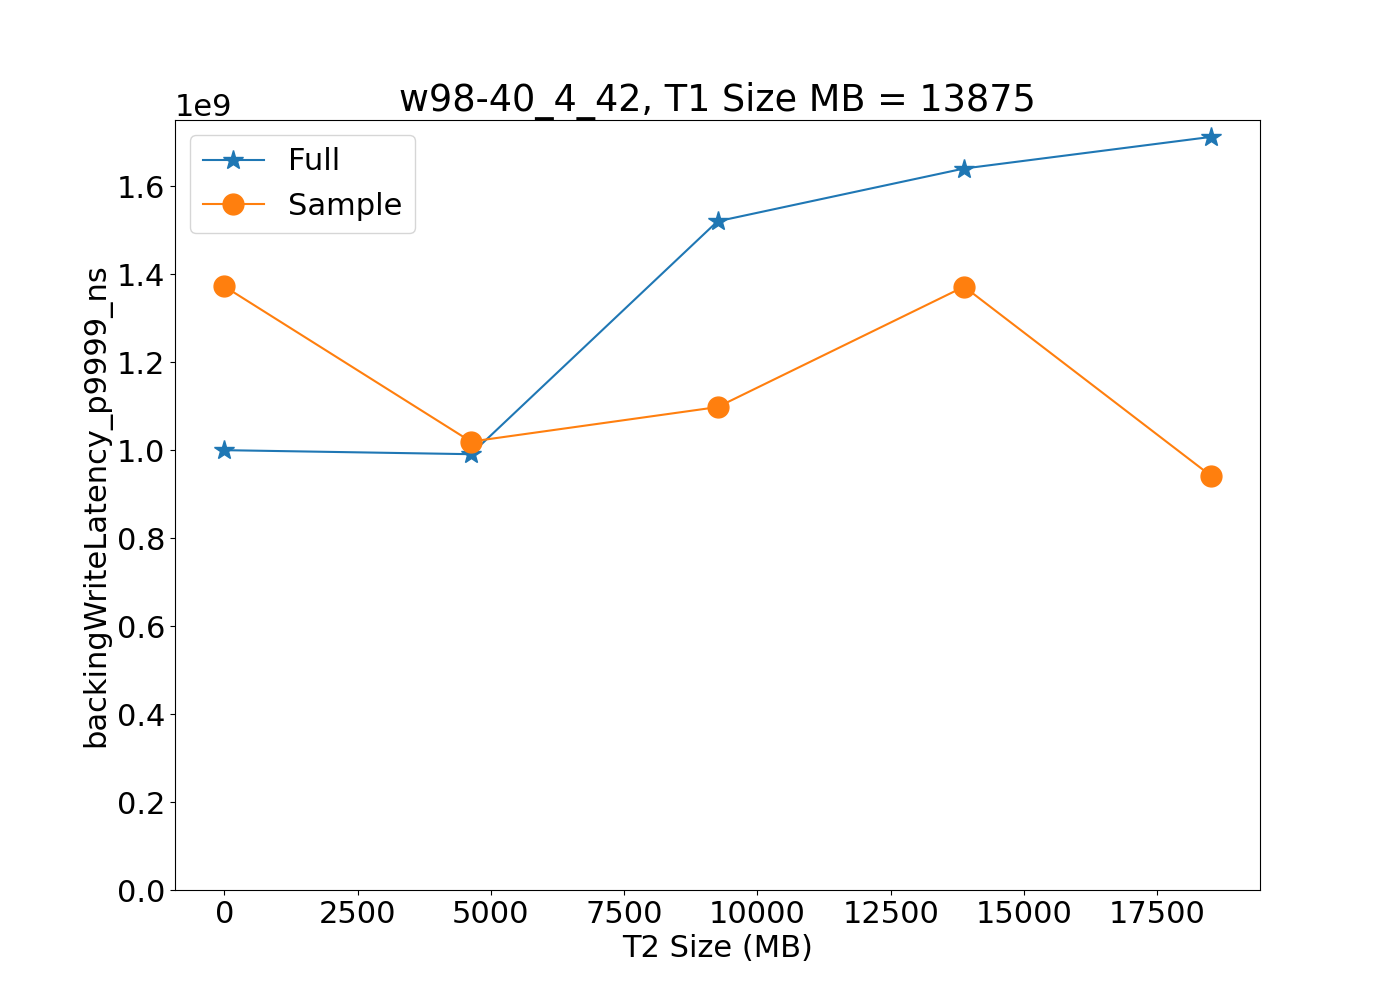 w98-40_4_42, T1 Size MB = 13875
1e9
Full
Sample
backingWriteLatency_p9999_ns
1.6
1.4
1.2
1.0
0.8
0.6
0.4
0.2
0.0
0 2500 5000 7500 10000 12500 15000 17500
T2 Size (MB)